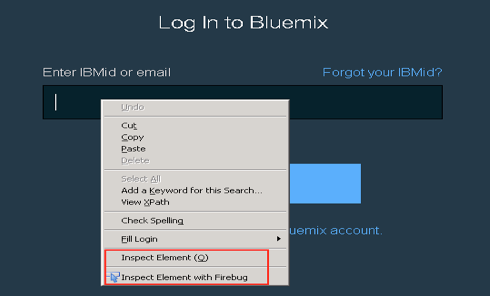 Log In to Bluemix
Enter IBMid or email
Forgot your IBMid?
Undo
Cut
Copy
Paste
Delete
Select All
Add a Keyword for this Search...
View XPath
Check Spelling
Fill Login
luemix account.
Inspect Element (Q)
Inspect Element with Firebug